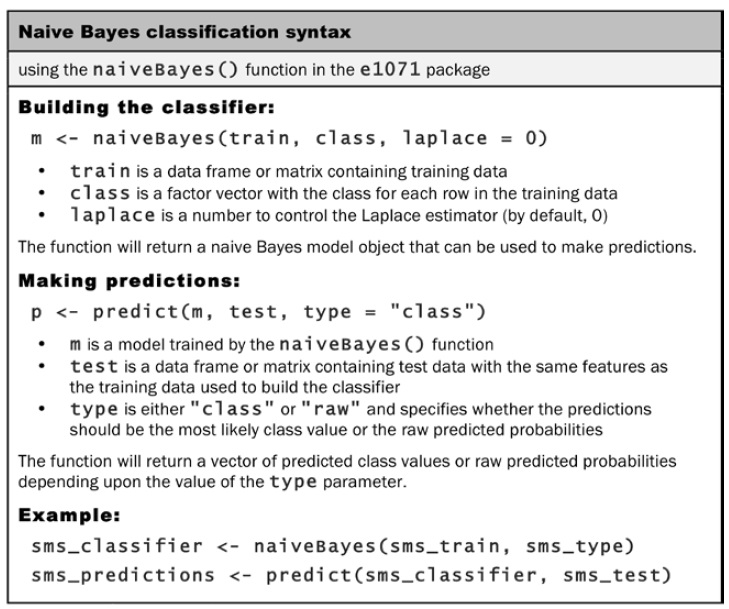 Naive Bayes classification syntax
using the naiveBayes() function in the e1071 package
Building the classifier:
m <- naiveBayes(train, class, laplace = 0)
• train is a data frame or matrix containing training data
• class is a factor vector with the class for each row in the training data
• laplace is a number to control the Laplace estimator (by default, 0)
The function will return a naive Bayes model object that can be used to make predictions.
Making predictions:
p <- predict(m, test, type = "class")
• m is a model trained by the naiveBayes() function
• test is a data frame or matrix containing test data with the same features as
the training data used to build the classifier
• type is either "class" or "raw" and specifies whether the predictions
should be the most likely class value or the raw predicted probabilities
The function will return a vector of predicted class values or raw predicted probabilities
depending upon the value of the type parameter.
Example:
sms_classifier <- naiveBayes(sms_train, sms_type)
sms_predictions <- predict(sms_classifier, sms_test)